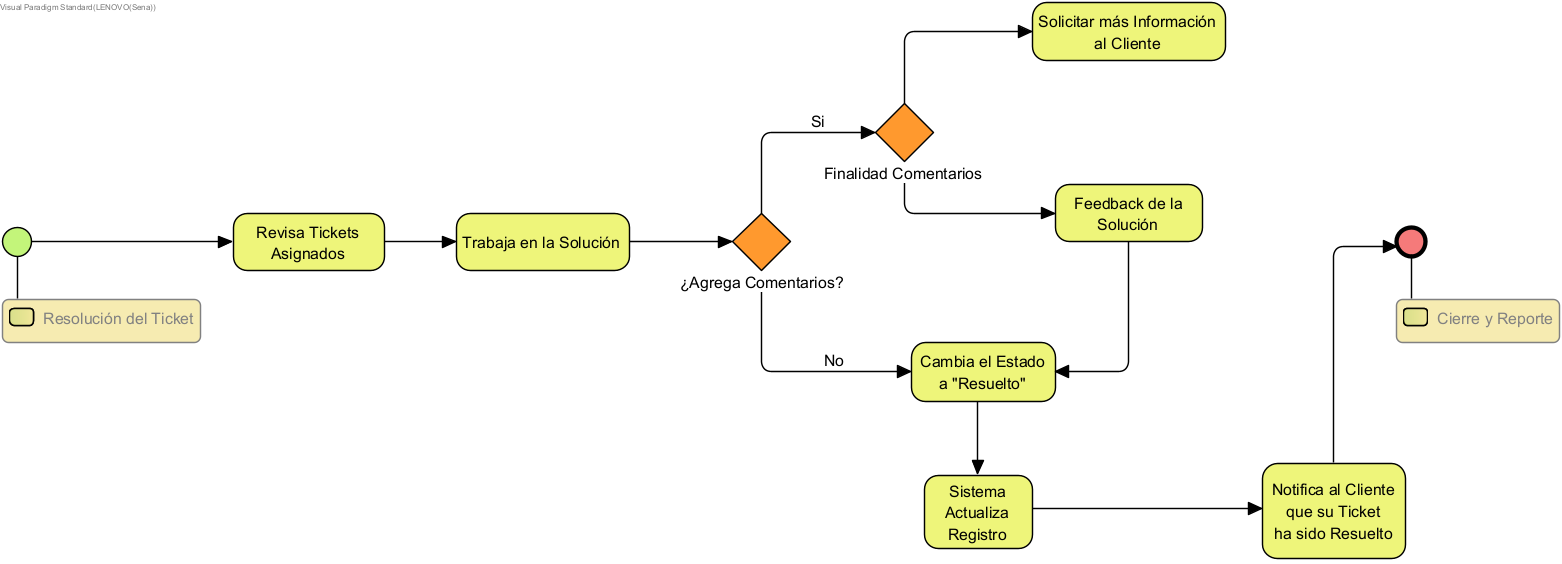 Visual Paradigm Standard(LENOVO(Sena))
Solicitar más Información
al Cliente
Si
Finalidad Comentarios
Feedback de la
Solución
Revisa Tickets
Asignados
Trabaja en la Solución
¿Agrega Comentarios?
Resolución del Ticket
Cierre y Reporte
No
Cambia el Estado
a "Resuelto"
Sistema
Actualiza
Registro
Notifica al Cliente
que su Ticket
ha sido Resuelto